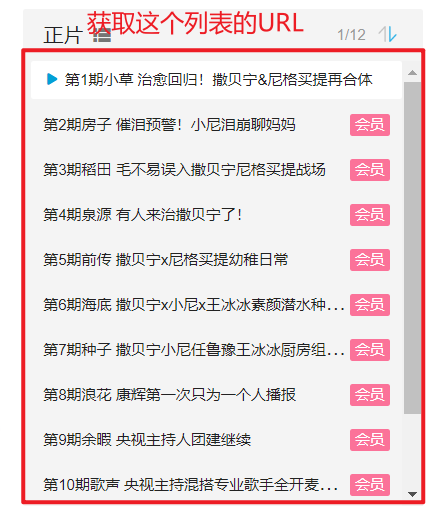 正片
获取这个列表的URL
1/12
第1期小草 治愈回归！撒贝宁&尼格买提再合体
第2期房子 催泪预警！小尼泪崩聊妈妈 会员
第3期稻田 毛不易误入撒贝宁尼格买提战场 会员
第4期泉源 有人来治撒贝宁了！ 会员
第5期前传 撒贝宁x尼格买提幼稚日常 会员
第6期海底 撒贝宁x小尼x王冰冰素颜潜水种... 会员
第7期种子 撒贝宁小尼任鲁豫王冰冰厨房组... 会员
第8期浪花 康辉第一次只为一个人播报 会员
第9期余暇 央视主持人团建继续 会员
第10期歌声 央视主持混搭专业歌手全开麦... 会员